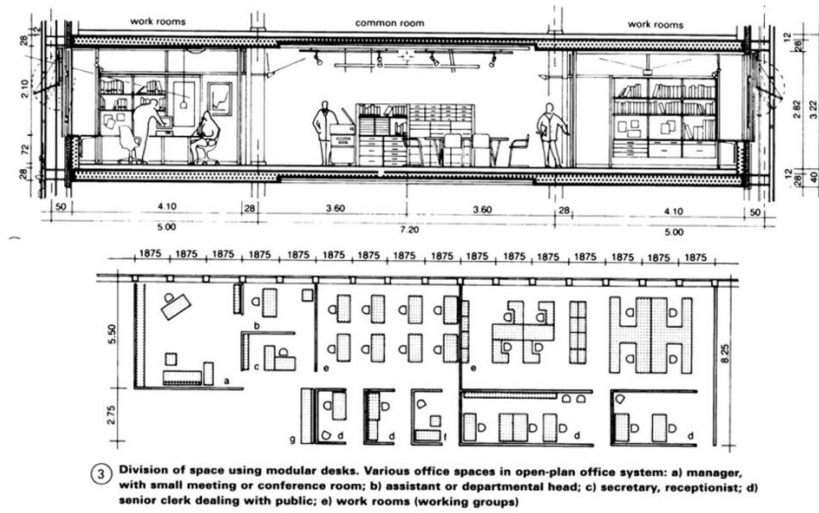 work rooms common room work rooms
12
28
2.10
72
28
12
28
2.82
3.22
12
28
40
50 4.10 28 3.60 3.60 28 4.10 50
5.00 7.20 5.00
1875 1875 1875 1875 1875 1875 1875 1875 1875 1875 1875 1875 1875 1875 1875 1875
5.50
2.75
8.25
b
c
a
e
e
g
d
d
f
d
d
3 Division of space using modular desks. Various office spaces in open-plan office system: a) manager,
with small meeting or conference room; b) assistant or departmental head; c) secretary, receptionist; d)
senior clerk dealing with public; e) work rooms (working groups)